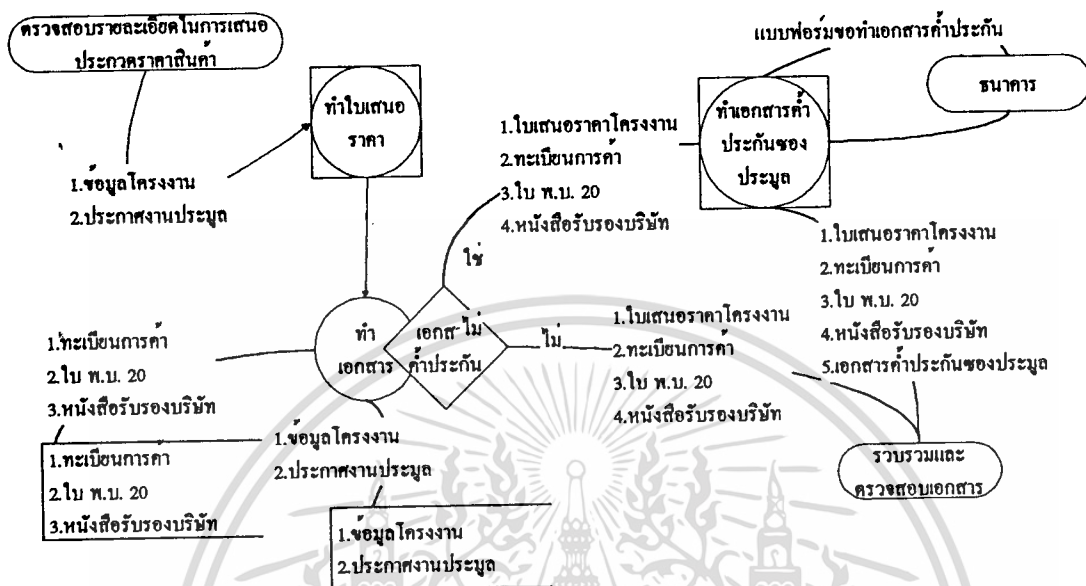 ตรวจสอบรายละเอียดในการเสนอ
ประกวดราคาสินค้า
1.ข้อมูลโครงงาน
2.ประกาศงานประมูล
ทำใบเสนอ
ราคา
แบบฟอร์มขอทำเอกสารค้ำประกัน
ธนาคาร
ทำเอกสารค้ำ
ประกันซอง
ประมูล
1.ใบเสนอราคาโครงงาน
2.ทะเบียนการค้า
3.ใบ พ.บ. 20
4.หนังสือรับรองบริษัท
ใช่
1.ใบเสนอราคาโครงงาน
2.ทะเบียนการค้า
3.ใบ พ.บ. 20
4.หนังสือรับรองบริษัท
5.เอกสารค้ำประกันซองประมูล
ทำ
เอกสาร
เอกส-ไม่
ค้ำประกัน
ไม่
1.ใบเสนอราคาโครงงาน
2.ทะเบียนการค้า
3.ใบ พ.บ. 20
4.หนังสือรับรองบริษัท
1.ทะเบียนการค้า
2.ใบ พ.บ. 20
3.หนังสือรับรองบริษัท
1.ทะเบียนการค้า
2.ใบ พ.บ. 20
3.หนังสือรับรองบริษัท
1.ข้อมูลโครงงาน
2.ประกาศงานประมูล
1.ข้อมูลโครงงาน
2.ประกาศงานประมูล
รวบรวมและ
ตรวจสอบเอกสาร